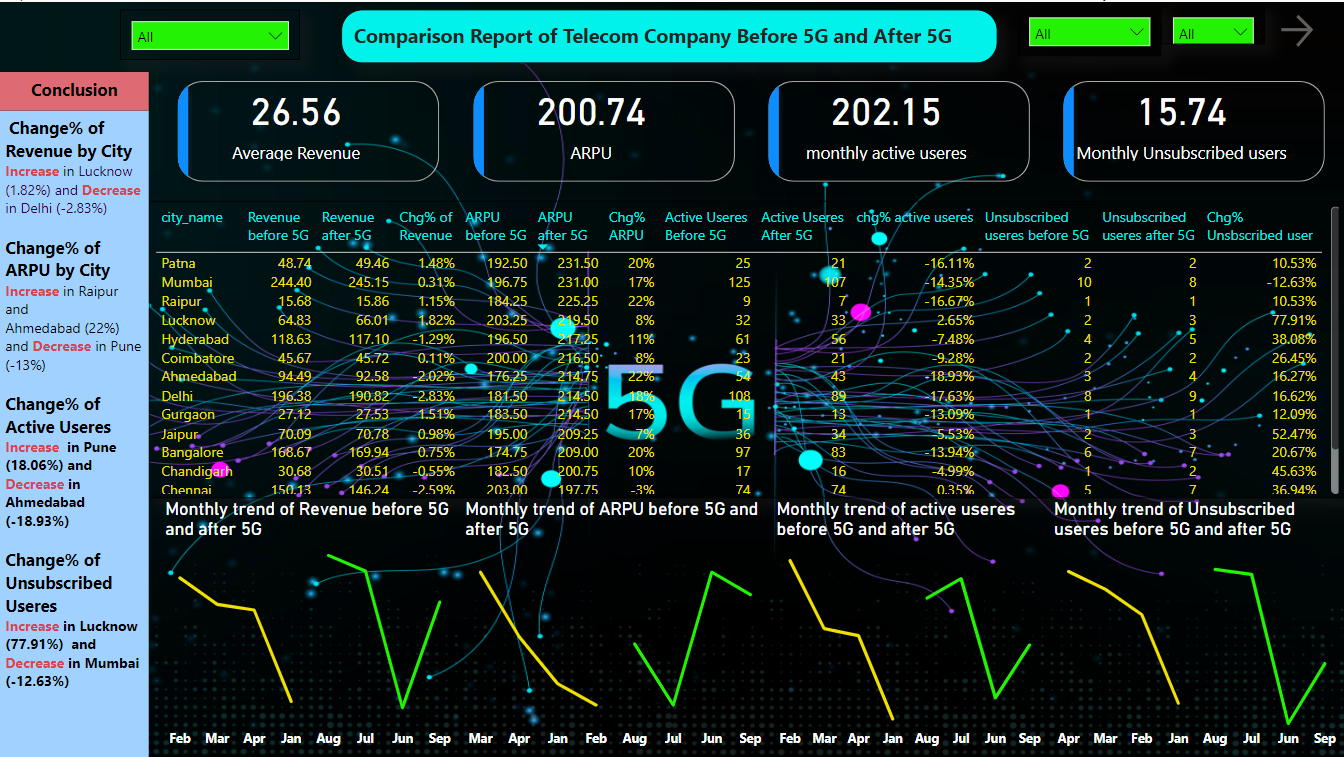 All
Comparison Report of Telecom Company Before 5G and After 5G
All
All
Conclusion
Change% of
Revenue by City
Increase in Lucknow
(1.82%) and Decrease
in Delhi (-2.83%)
Change% of
ARPU by City
Increase in Raipur
and
Ahmedabad (22%)
and Decrease in Pune
(-13%)
Change% of
Active Useres
Increase in Pune
(18.06%) and
Decrease in
Ahmedabad
(-18.93%)
Change% of
Unsubscribed
Useres
Increase in Lucknow
(77.91%) and
Decrease in Mumbai
(-12.63%)
26.56
Average Revenue
200.74
ARPU
202.15
monthly active useres
15.74
Monthly Unsubscribed users
city_name Revenue before 5G Revenue after 5G Chg% of Revenue ARPU before 5G ARPU after 5G Chg% ARPU Active Useres Before 5G Active Useres After 5G chg% active useres Unsubscribed useres before 5G Unsubscribed useres after 5G Chg% Unsbscribed user
Patna 48.74 49.46 1.48% 192.50 231.50 20% 25 21 -16.11% 2 2 10.53%
Mumbai 244.40 245.15 0.31% 196.75 231.00 17% 125 107 -14.35% 10 8 -12.63%
Raipur 15.68 15.86 1.15% 184.25 225.25 22% 9 7 -16.67% 1 1 10.53%
Lucknow 64.83 66.01 1.82% 203.25 219.50 8% 32 33 2.65% 2 3 77.91%
Hyderabad 118.63 117.10 -1.29% 196.50 217.25 11% 61 56 -7.48% 4 5 38.08%
Coimbatore 45.67 45.72 0.11% 200.00 216.50 8% 23 21 -9.28% 2 2 26.45%
Ahmedabad 94.49 92.58 -2.02% 176.25 214.75 22% 54 43 -18.93% 3 4 16.27%
Delhi 196.38 190.82 -2.83% 181.50 214.50 18% 108 89 -17.63% 8 9 16.62%
Gurgaon 27.12 27.53 1.51% 183.50 214.50 17% 15 13 -13.09% 1 1 12.09%
Jaipur 70.09 70.78 0.98% 195.00 209.25 7% 36 34 -5.53% 2 3 52.47%
Bangalore 168.67 169.94 0.75% 174.75 209.00 20% 97 83 -13.94% 6 7 20.67%
Chandigarh 30.68 30.51 -0.55% 182.50 200.75 10% 17 16 -4.99% 1 2 45.63%
Chennai 150.13 146.24 -2.59% 203.00 197.75 -3% 74 74 0.35% 5 7 36.94%
5G
Monthly trend of Revenue before 5G
and after 5G
Monthly trend of ARPU before 5G and
after 5G
Monthly trend of active useres
before 5G and after 5G
Monthly trend of Unsubscribed
useres before 5G and after 5G
Feb Mar Apr Jan Aug Jul Jun Sep
Mar Apr Jan Feb Aug Jul Jun Sep
Feb Mar Apr Jan Aug Jul Jun Sep
Apr Mar Feb Jan Aug Jul Jun Sep